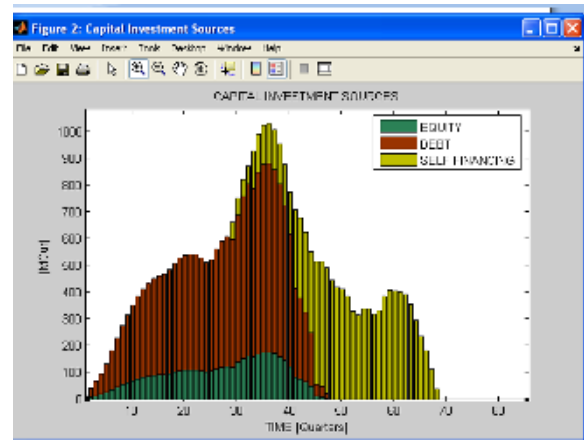 Figure 2: Capital Investment Sources
File Edit View Insert Tools Desktop Window Help
CAPITAL INVESTMENT SOURCES
EQUITY
DEBT
SELF FINANCING
1000
900
800
700
600
500
400
300
200
100
0
10 20 30 40 50 60 70 80
TIME [Quarters]